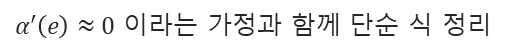 α′(e) ≈ 0 이라는 가정과 함께 단순 식 정리